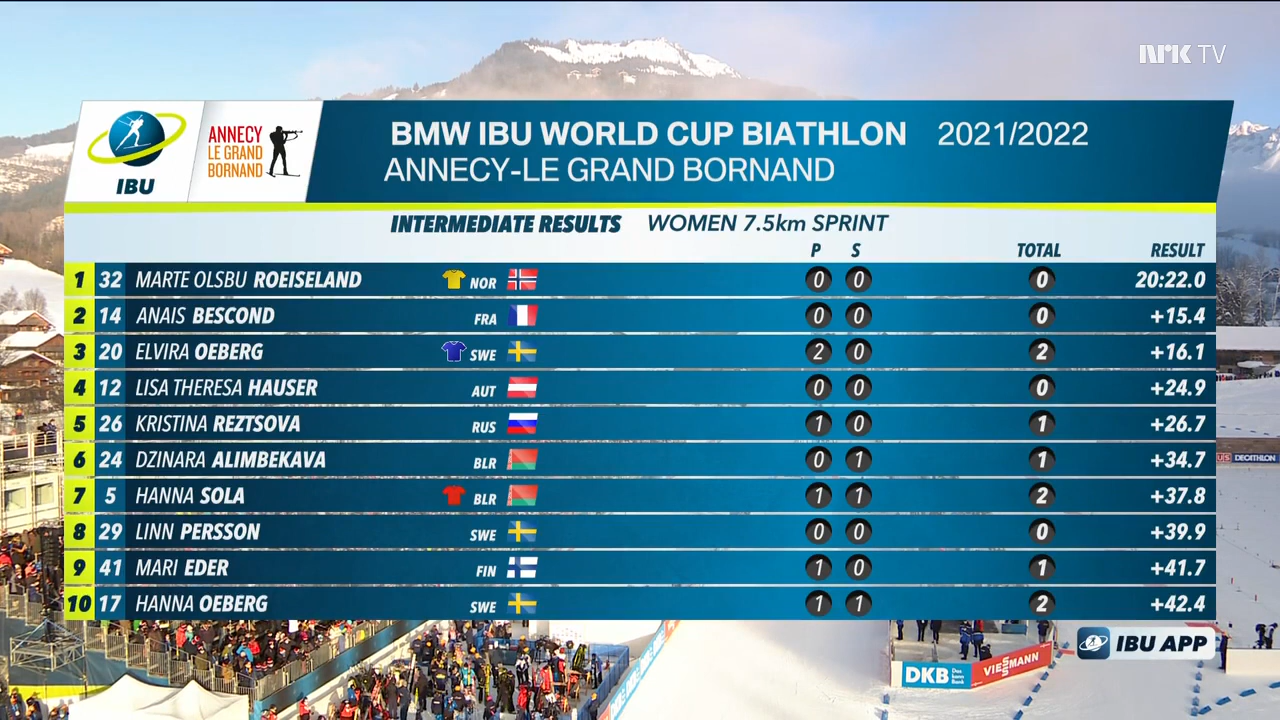 NRK TV
IBU
ANNECY
LE GRAND
BORNAND
BMW IBU WORLD CUP BIATHLON 2021/2022
ANNECY-LE GRAND BORNAND
INTERMEDIATE RESULTS WOMEN 7.5km SPRINT
P S TOTAL RESULT
1 32 MARTE OLSBU ROEISELAND NOR 0 0 0 20:22.0
2 14 ANAIS BESCOND FRA 0 0 0 +15.4
3 20 ELVIRA OEBERG SWE 2 0 2 +16.1
4 12 LISA THERESA HAUSER AUT 0 0 0 +24.9
5 26 KRISTINA REZTSOVA RUS 1 0 1 +26.7
6 24 DZINARA ALIMBEKAVA BLR 0 1 1 +34.7
7 5 HANNA SOLA BLR 1 1 2 +37.8
8 29 LINN PERSSON SWE 0 0 0 +39.9
9 41 MARI EDER FIN 1 0 1 +41.7
10 17 HANNA OEBERG SWE 1 1 2 +42.4
DECATHLON
IBU APP
DKB Das kann Bank
VIESSMANN